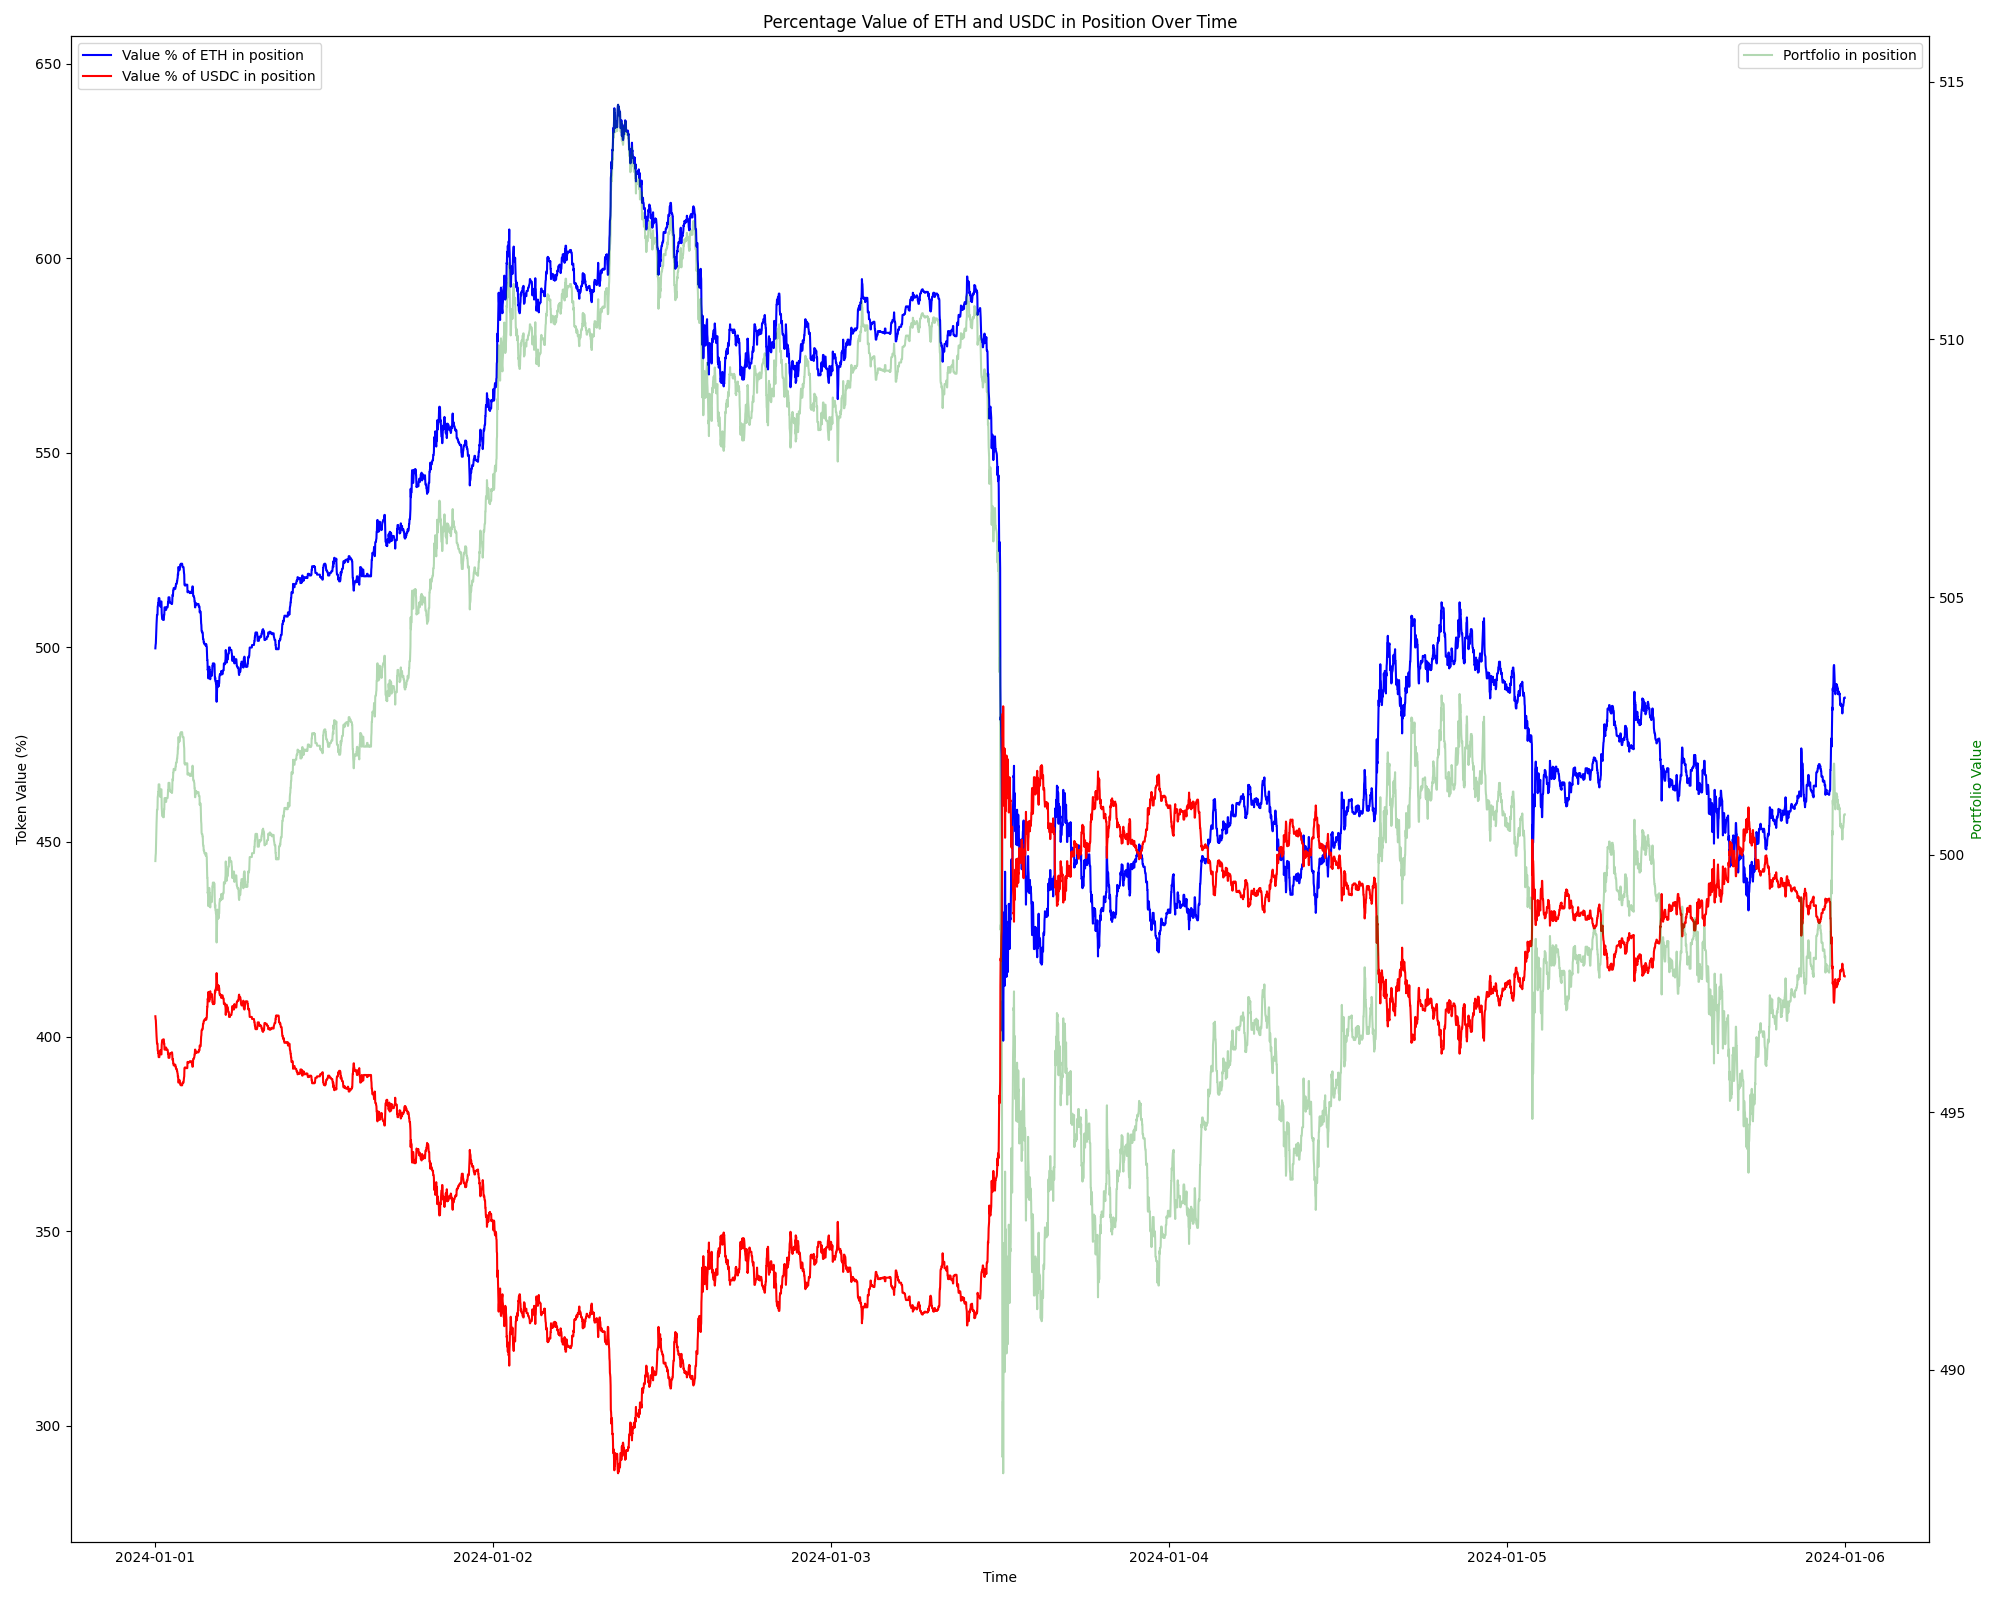 Percentage Value of ETH and USDC in Position Over Time
Value % of ETH in position
Value % of USDC in position
Portfolio in position
650
600
550
500
450
400
350
300
Token Value (%)
515
510
505
500
495
490
Portfolio Value
2024-01-01
2024-01-02
2024-01-03
2024-01-04
2024-01-05
2024-01-06
Time